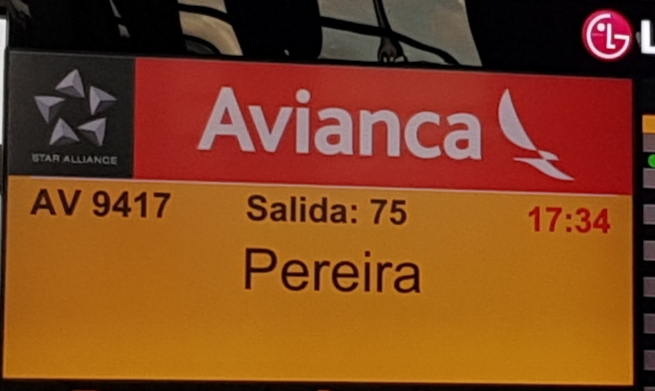 LG
STAR ALLIANCE
Avianca
AV 9417
Salida: 75
17:34
Pereira